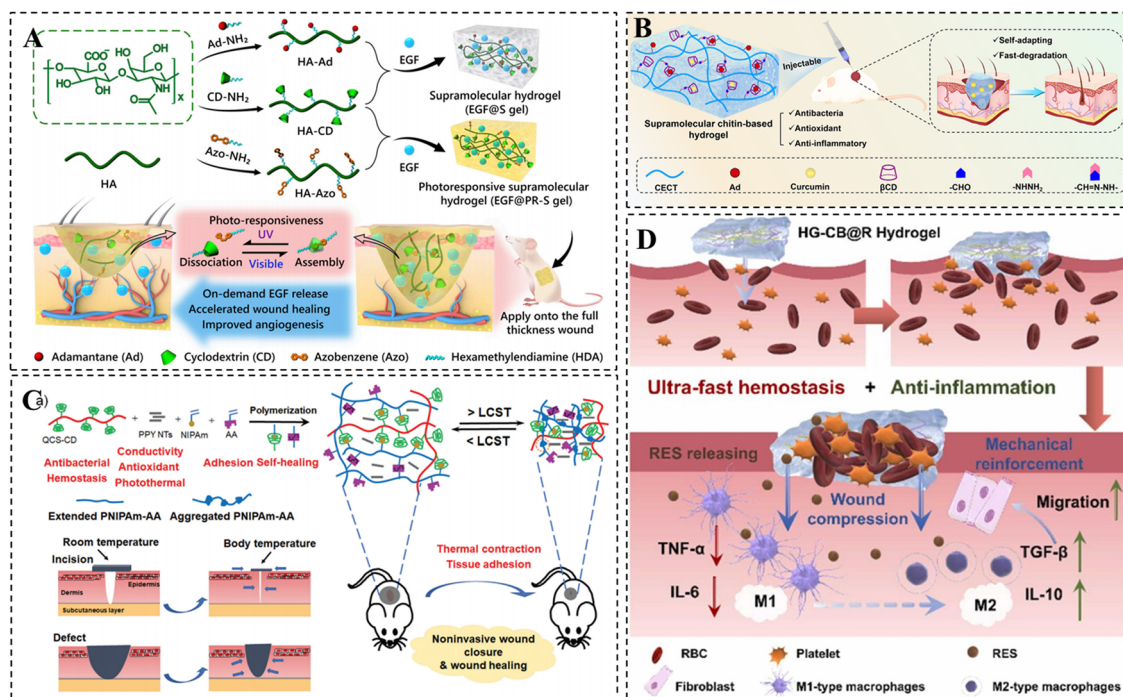 A
COO⁻
OH
OH
O
O
HO
O
O
OH
NH
O
x
Ad-NH₂
HA-Ad
EGF
Supramolecular hydrogel
(EGF@S gel)
CD-NH₂
HA-CD
Azo-NH₂
EGF
HA
HA-Azo
Photoresponsive supramolecular
hydrogel (EGF@PR-S gel)
Photo-responsiveness
UV
Dissociation
Assembly
Visible
On-demand EGF release
Accelerated wound healing
Improved angiogenesis
Apply onto the full
thickness wound
Adamantane (Ad)
Cyclodextrin (CD)
Azobenzene (Azo)
Hexamethylendiamine (HDA)
B
Injectable
✓Self-adapting
✓Fast-degradation
Supramolecular chitin-based
hydrogel
✓Antibacteria
✓Antioxidant
✓Anti-inflammatory
CECT
Ad
Curcumin
βCD
-CHO
-NHNH₂
-CH=N-NH-
C
a)
QCS-CD
+
PPY NTs
+
NIPAm
+
AA
Polymerization
> LCST
< LCST
Antibacterial
Hemostasis
Conductivity
Antioxidant
Photothermal
Adhesion
Self-healing
Extended PNIPAm-AA
Aggregated PNIPAm-AA
Room temperature
Body temperature
Incision
Epidermis
Dermis
Subcutaneous layer
Defect
Thermal contraction
Tissue adhesion
Noninvasive wound
closure
& wound healing
D
HG-CB@R Hydrogel
Ultra-fast hemostasis + Anti-inflammation
RES releasing
Mechanical
reinforcement
Wound
compression
Migration
TNF-α
TGF-β
IL-6
IL-10
M1
M2
RBC
Platelet
RES
Fibroblast
M1-type macrophages
M2-type macrophages